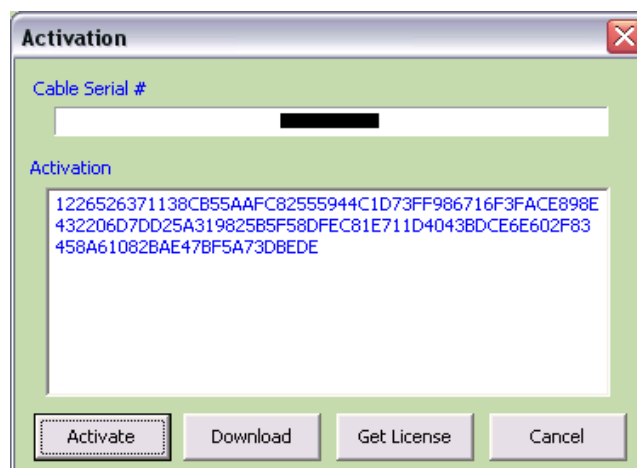 Activation
Cable Serial #
Activation
1226526371138CB55AAFC82555944C1D73FF986716F3FACE898E
432206D7DD25A319825B5F58DFEC81E711D4043BDCE6E602F83
458A61082BAE47BF5A73DBEDE
Activate
Download
Get License
Cancel